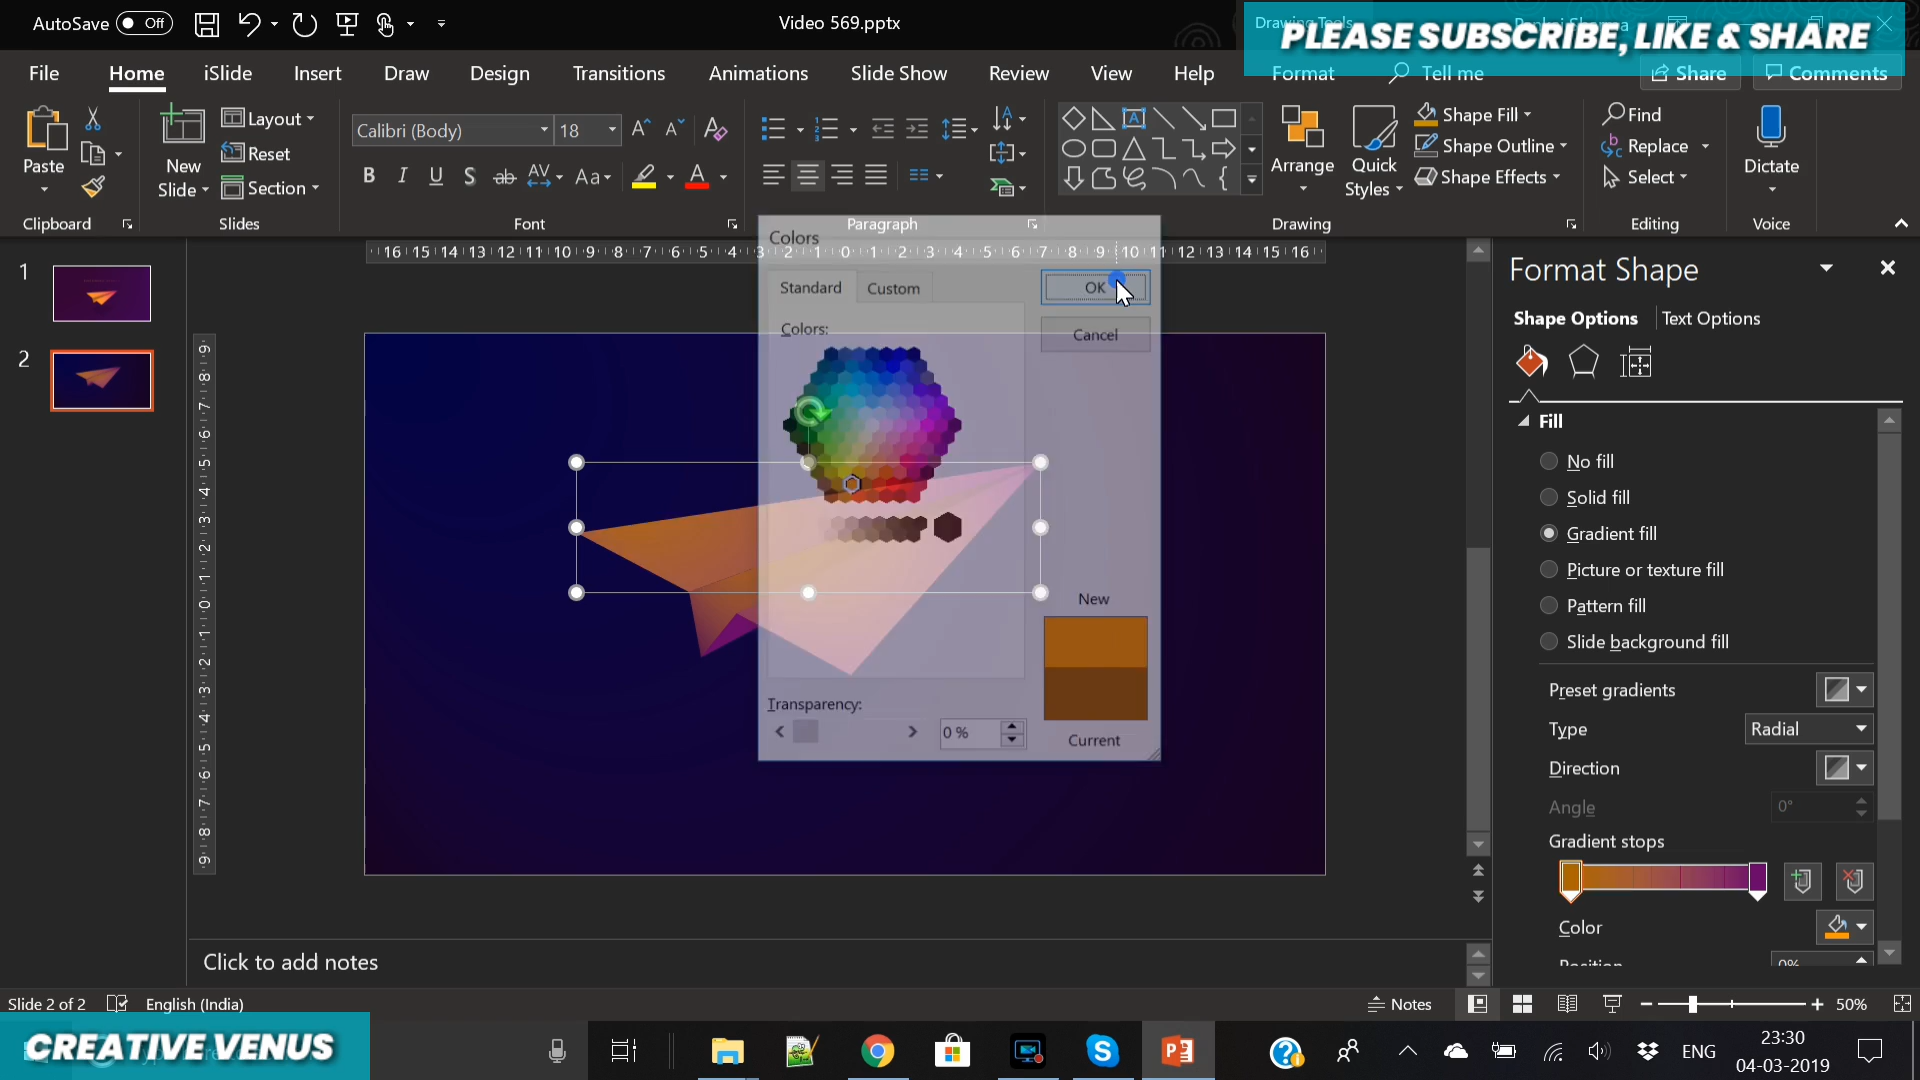 AutoSave Off
Video 569.pptx
PLEASE SUBSCRIBE, LIKE & SHARE
File Home iSlide Insert Draw Design Transitions Animations Slide Show Review View Help Format Tell me Share Comments
Paste
New Slide
Layout
Reset
Section
Calibri (Body) 18
Arrange
Quick Styles
Shape Fill
Shape Outline
Shape Effects
Find
Replace
Select
Dictate
Clipboard Slides Font Paragraph Drawing Editing Voice
Colors
Standard Custom
OK
Cancel
Colors:
New
Transparency:
0 %
Current
1
2
Format Shape
Shape Options Text Options
Fill
No fill
Solid fill
Gradient fill
Picture or texture fill
Pattern fill
Slide background fill
Preset gradients
Type Radial
Direction
Angle 0°
Gradient stops
Color
Position 0%
Click to add notes
Slide 2 of 2 English (India) Notes 50%
CREATIVE VENUS
ENG
23:30
04-03-2019